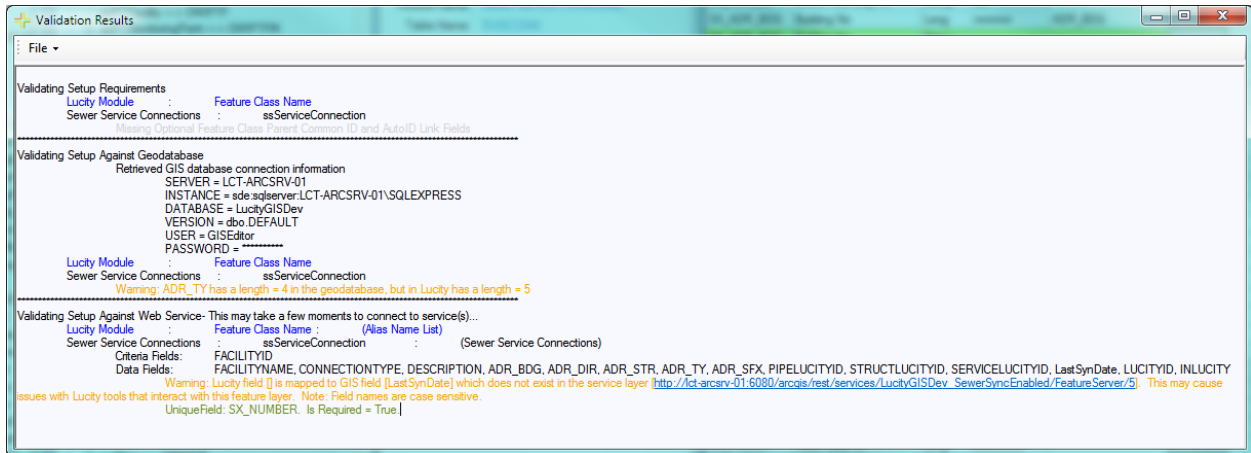 Validation Results
File
Validating Setup Requirements
Lucity Module : Feature Class Name
Sewer Service Connections : ssServiceConnection
Missing Optional Feature Class Parent Common ID and AutoID Link Fields
Validating Setup Against Geodatabase
Retrieved GIS database connection information
SERVER = LCT-ARCSRV-01
INSTANCE = sde:sqlserver:LCT-ARCSRV-01\SQLEXPRESS
DATABASE = LucityGISDev
VERSION = dbo.DEFAULT
USER = GISEditor
PASSWORD = **********
Lucity Module : Feature Class Name
Sewer Service Connections : ssServiceConnection
Warning: ADR_TY has a length = 4 in the geodatabase, but in Lucity has a length = 5
Validating Setup Against Web Service- This may take a few moments to connect to service(s)...
Lucity Module : Feature Class Name : (Alias Name List)
Sewer Service Connections : ssServiceConnection : (Sewer Service Connections)
Criteria Fields: FACILITYID
Data Fields: FACILITYNAME, CONNECTIONTYPE, DESCRIPTION, ADR_BDG, ADR_DIR, ADR_STR, ADR_TY, ADR_SFX, PIPELUCITYID, STRUCTLUCITYID, SERVICELUCITYID, LastSynDate, LUCITYID, INLUCITY
Warning: Lucity field [] is mapped to GIS field [LastSynDate] which does not exist in the service layer [http://lct-arcsrv-01:6080/arcgis/rest/services/LucityGISDev_SewerSyncEnabled/FeatureServer/5]. This may cause
issues with Lucity tools that interact with this feature layer. Note: Field names are case sensitive.
UniqueField: SX_NUMBER. Is Required = True.